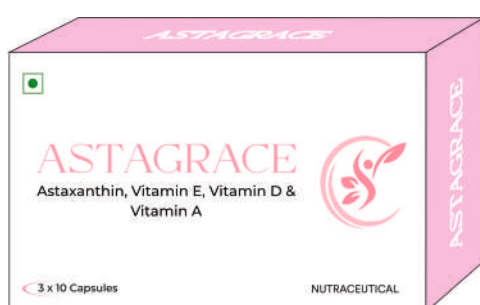 ASTAGRACE
ASTAGRACE
Astaxanthin, Vitamin E, Vitamin D &
Vitamin A
3 x 10 Capsules
NUTRACEUTICAL
ASTAGRACE